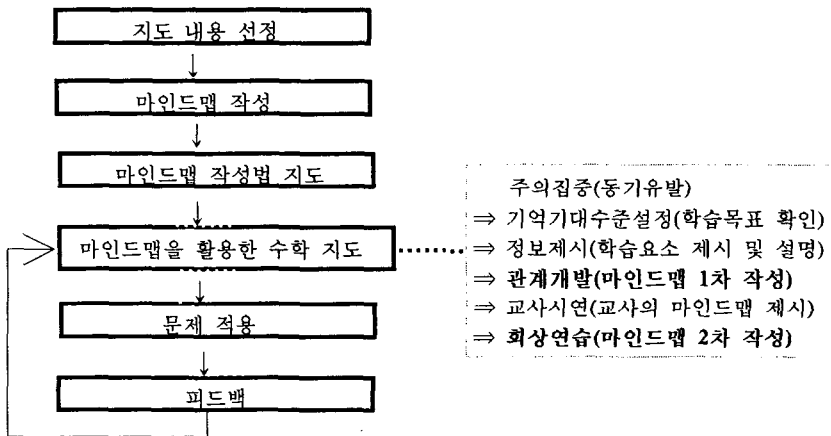 지도 내용 선정
마인드맵 작성
마인드맵 작성법 지도
마인드맵을 활용한 수학 지도
문제 적용
피드백
주의집중(동기유발)
⇒ 기억기대수준설정(학습목표 확인)
⇒ 정보제시(학습요소 제시 및 설명)
⇒ 관계개발(마인드맵 1차 작성)
⇒ 교사시연(교사의 마인드맵 제시)
⇒ 회상연습(마인드맵 2차 작성)